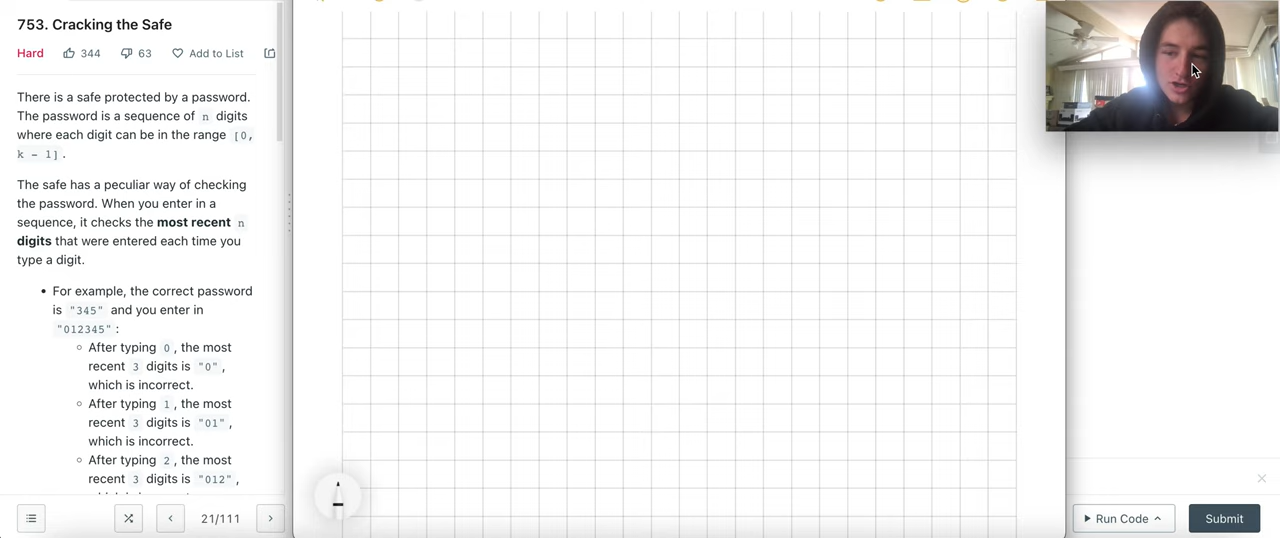 753. Cracking the Safe
Hard 344 63 Add to List
There is a safe protected by a password.
The password is a sequence of n digits
where each digit can be in the range [0,
k - 1].
The safe has a peculiar way of checking
the password. When you enter in a
sequence, it checks the most recent n
digits that were entered each time you
type a digit.
• For example, the correct password
is "345" and you enter in
"012345":
○ After typing 0, the most
recent 3 digits is "0",
which is incorrect.
○ After typing 1, the most
recent 3 digits is "01",
which is incorrect.
○ After typing 2, the most
recent 3 digits is "012",
21/111
Run Code
Submit